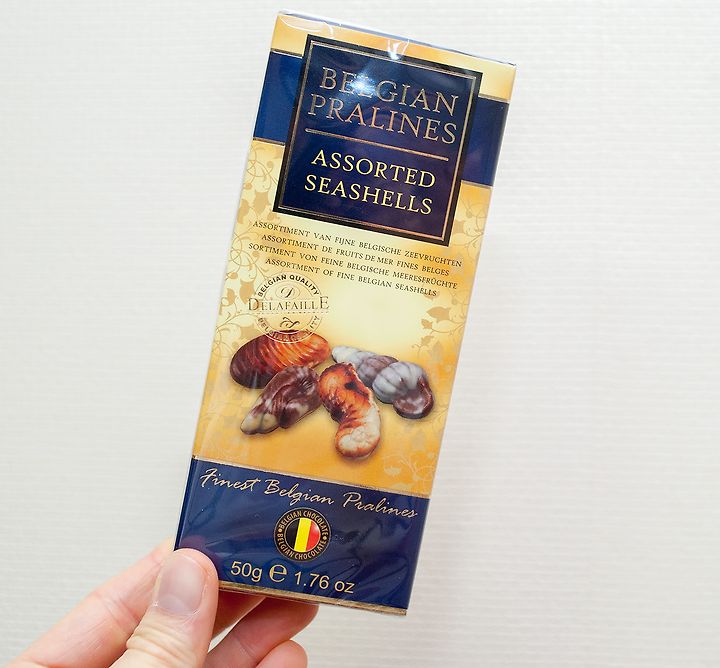 BELGIAN
PRALINES
ASSORTED
SEASHELLS
ASSORTIMENT VAN FIJNE BELGISCHE ZEEVRUCHTEN
ASSORTIMENT DE FRUITS DE MER FINES BELGES
SORTIMENT VON FEINE BELGISCHE MEERESFRÜCHTE
ASSORTMENT OF FINE BELGIAN SEASHELLS
BELGIAN QUALITY
D
DELAFAILLE
BELGIAN QUALITY
Finest Belgian Pralines
BELGIAN CHOCOLATE
BELGIAN CHOCOLATE
50g ℮ 1.76 oz